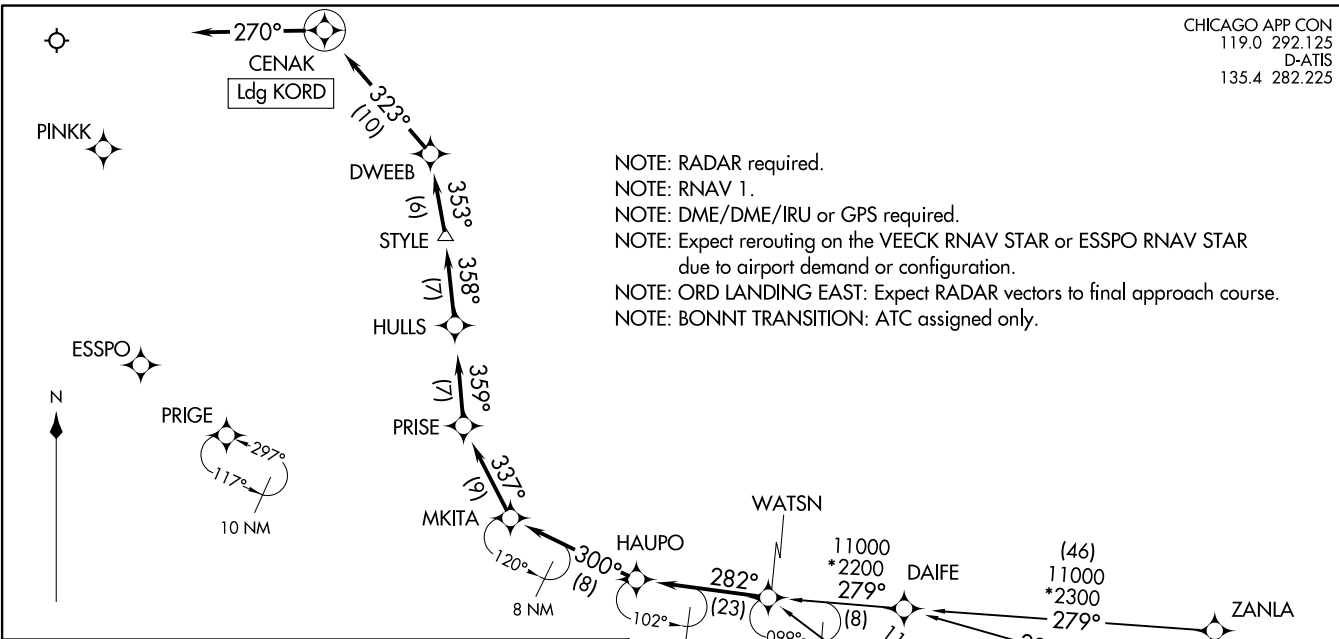 CHICAGO APP CON
119.0 292.125
D-ATIS
135.4 282.225
270°
CENAK
Ldg KORD
323°
(10)
PINKK
DWEEB
353°
(6)
STYLE
358°
(7)
HULLS
359°
(7)
PRISE
337°
(9)
MKITA
NOTE: RADAR required.
NOTE: RNAV 1.
NOTE: DME/DME/IRU or GPS required.
NOTE: Expect rerouting on the VEECK RNAV STAR or ESSPO RNAV STAR
due to airport demand or configuration.
NOTE: ORD LANDING EAST: Expect RADAR vectors to final approach course.
NOTE: BONNT TRANSITION: ATC assigned only.
ESSPO
N
PRIGE
297°
117°
10 NM
120°
8 NM
300°
(8)
HAUPO
102°
282°
(23)
WATSN
099°
11000
*2200
279°
(8)
DAIFE
(46)
11000
*2300
279°
ZANLA